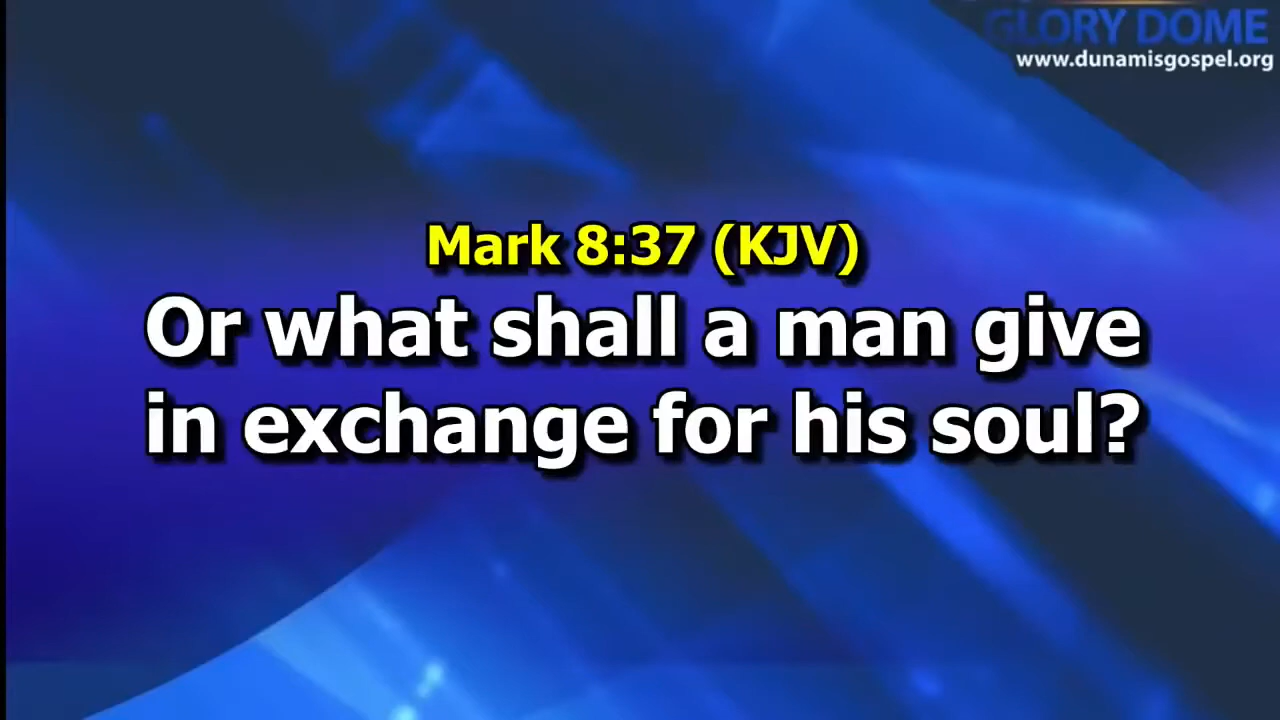 GLORY DOME
www.dunamisgospel.org
Mark 8:37 (KJV)
Or what shall a man give
in exchange for his soul?